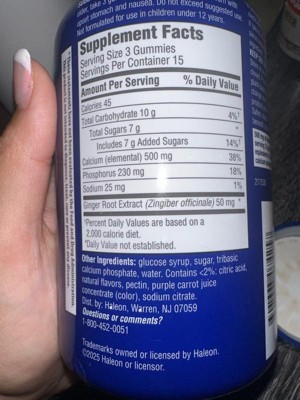 stomach and nausea. Do not exceed suggested use.
Not formulated for use in children under 12 years.
Supplement Facts
Serving Size 3 Gummies
Servings Per Container 15
Amount Per Serving % Daily Value
Calories 45
Total Carbohydrate 10 g 4%*
Total Sugars 7 g *
Includes 7 g Added Sugars 14%*
Calcium (elemental) 500 mg 38%
Phosphorus 230 mg 18%
Sodium 25 mg 1%
Ginger Root Extract (Zingiber officinale) 50 mg *
*Percent Daily Values are based on a
2,000 calorie diet.
*Daily Value not established.
Other Ingredients: glucose syrup, sugar, tribasic
calcium phosphate, water. Contains <2%: citric acid,
natural flavors, pectin, purple carrot juice
concentrate (color), sodium citrate.
Dist. by: Haleon, Warren, NJ 07059
Questions or comments?
1-800-452-0051
Trademarks owned or licensed by Haleon.
©2025 Haleon or licensor.